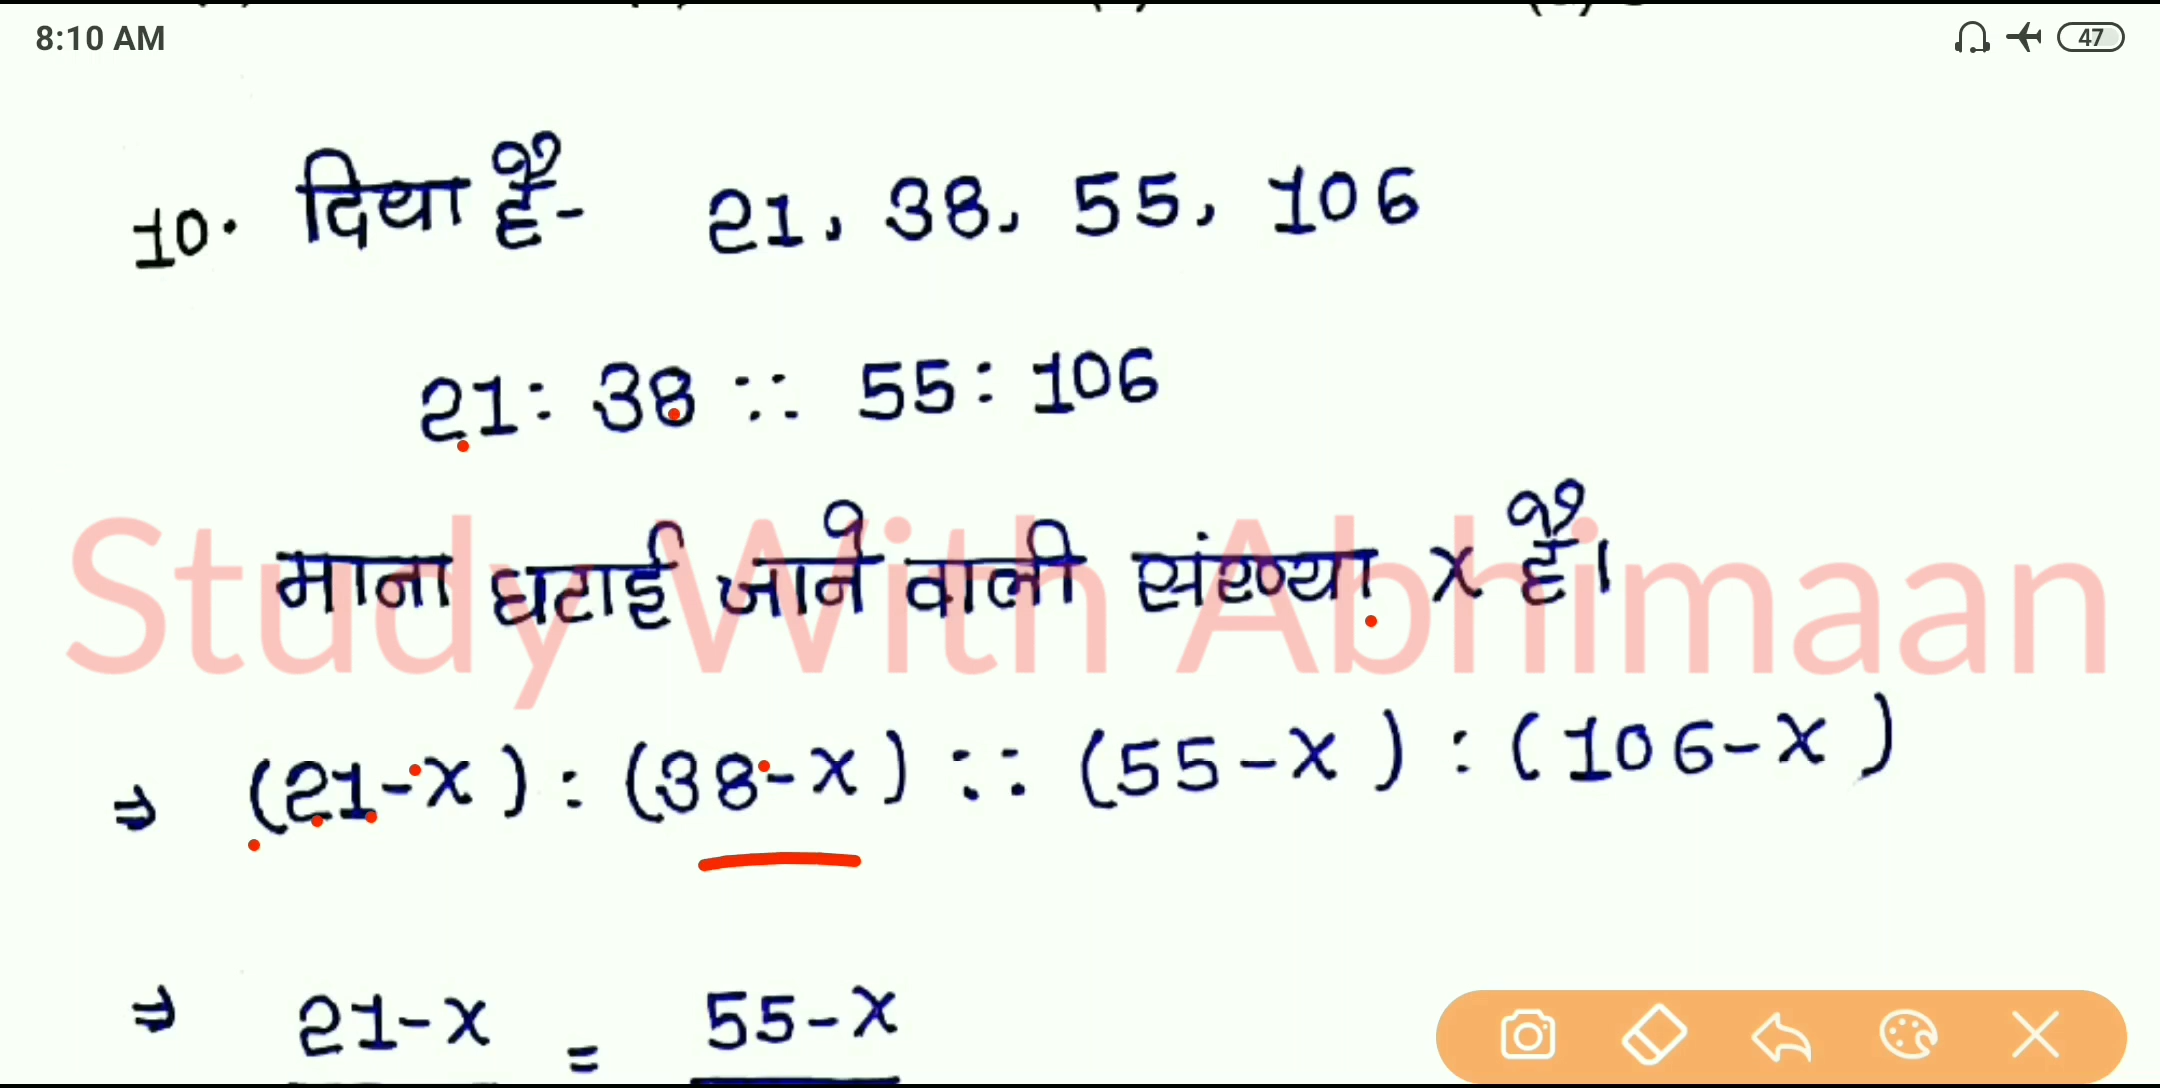 8:10 AM 47
10. दिया है- 21, 38, 55, 106
21 : 38 :: 55 : 106
माना घटाई जाने वाली संख्या x है।
Study With Abhimaan
⇒ (21-x) : (38-x) :: (55-x) : (106-x)
⇒ 21-x = 55-x